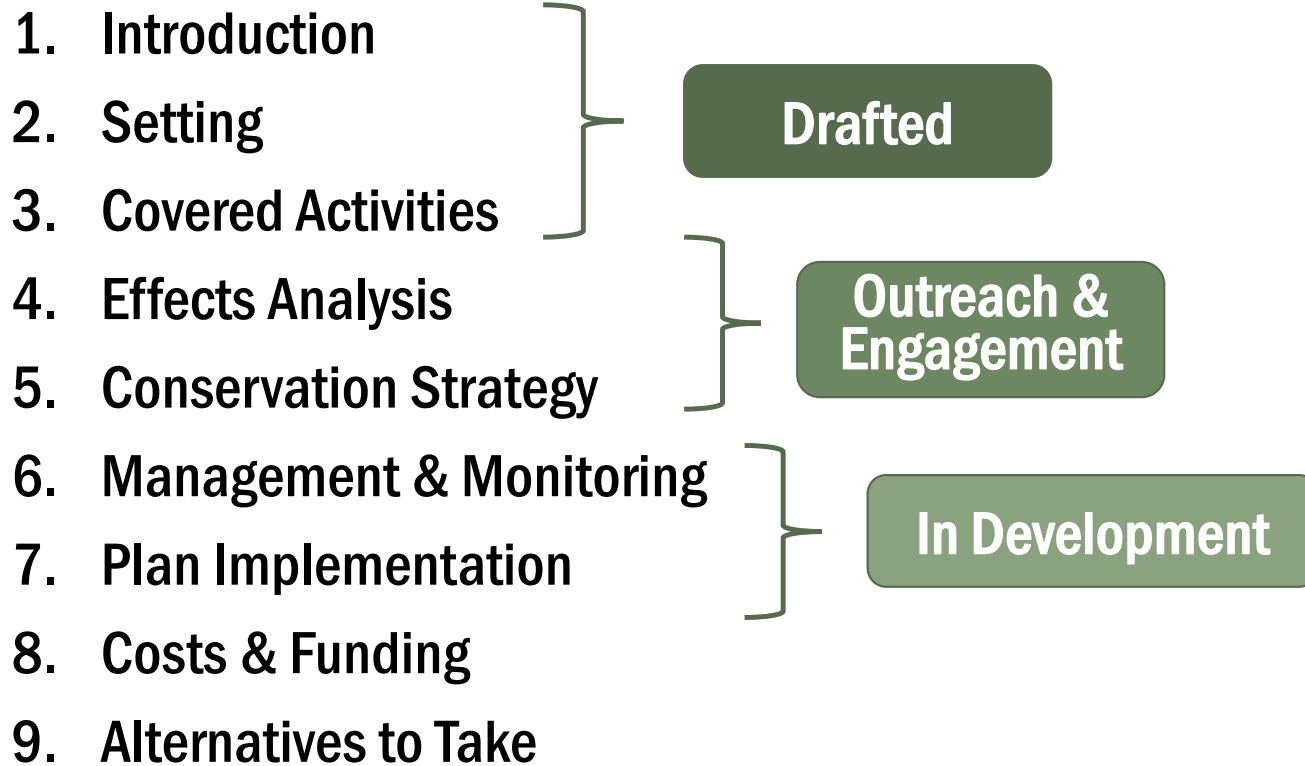 1. Introduction
2. Setting
3. Covered Activities
Drafted
4. Effects Analysis
5. Conservation Strategy
Outreach &
Engagement
6. Management & Monitoring
7. Plan Implementation
In Development
8. Costs & Funding
9. Alternatives to Take